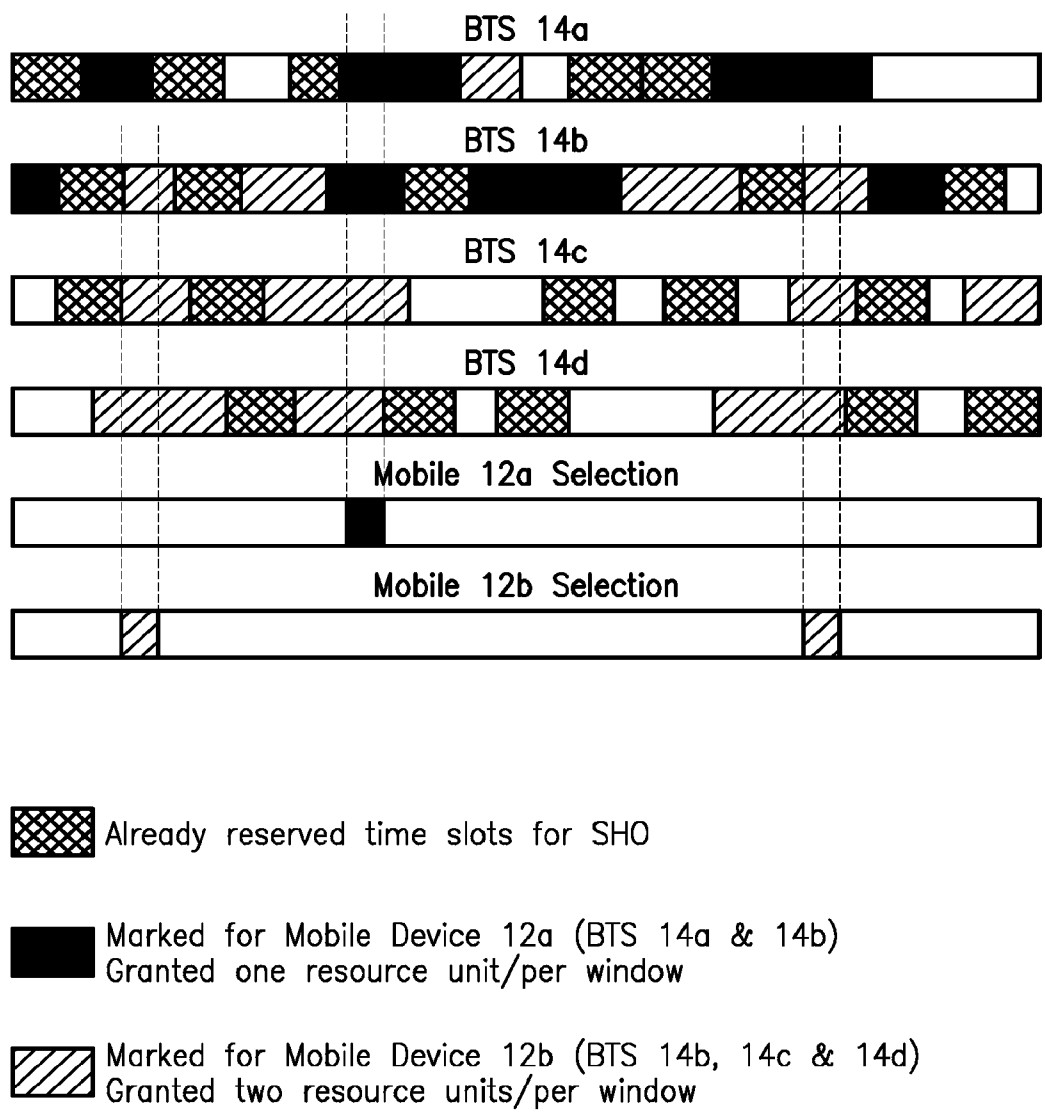 BTS 14a
BTS 14b
BTS 14c
BTS 14d
Mobile 12a Selection
Mobile 12b Selection
Already reserved time slots for SHO
Marked for Mobile Device 12a (BTS 14a & 14b)
Granted one resource unit/per window
Marked for Mobile Device 12b (BTS 14b, 14c & 14d)
Granted two resource units/per window